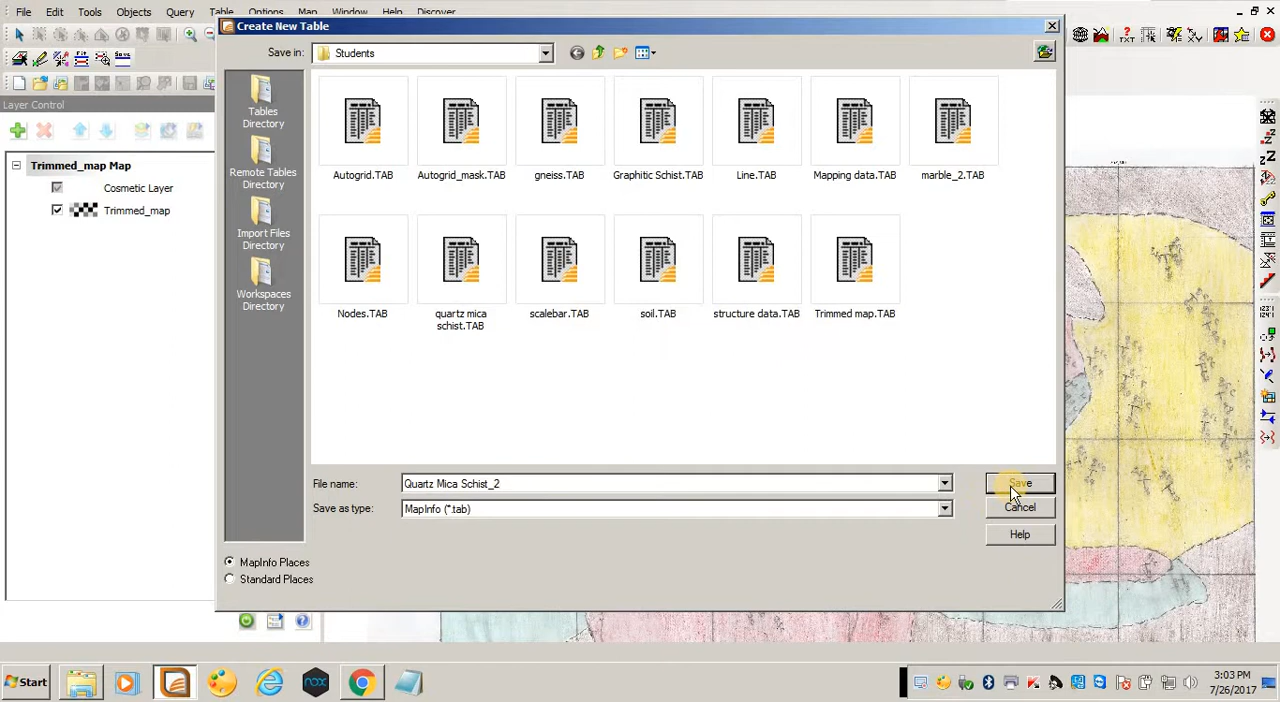 File Edit Tools Objects Query Table Options Map Window Help Discover
Create New Table
Save in: Students
Layer Control
Trimmed_map Map
Cosmetic Layer
Trimmed_map
Tables
Directory
Remote Tables
Directory
Import Files
Directory
Workspaces
Directory
Autogrid.TAB Autogrid_mask.TAB gneiss.TAB Graphitic Schist.TAB Line.TAB Mapping data.TAB marble_2.TAB
Nodes.TAB quartz mica schist.TAB scalebar.TAB soil.TAB structure data.TAB Trimmed map.TAB
File name: Quartz Mica Schist_2 Save
Save as type: MapInfo (*.tab) Cancel
Help
MapInfo Places
Standard Places
TXT
Start
nox
3:03 PM
7/26/2017